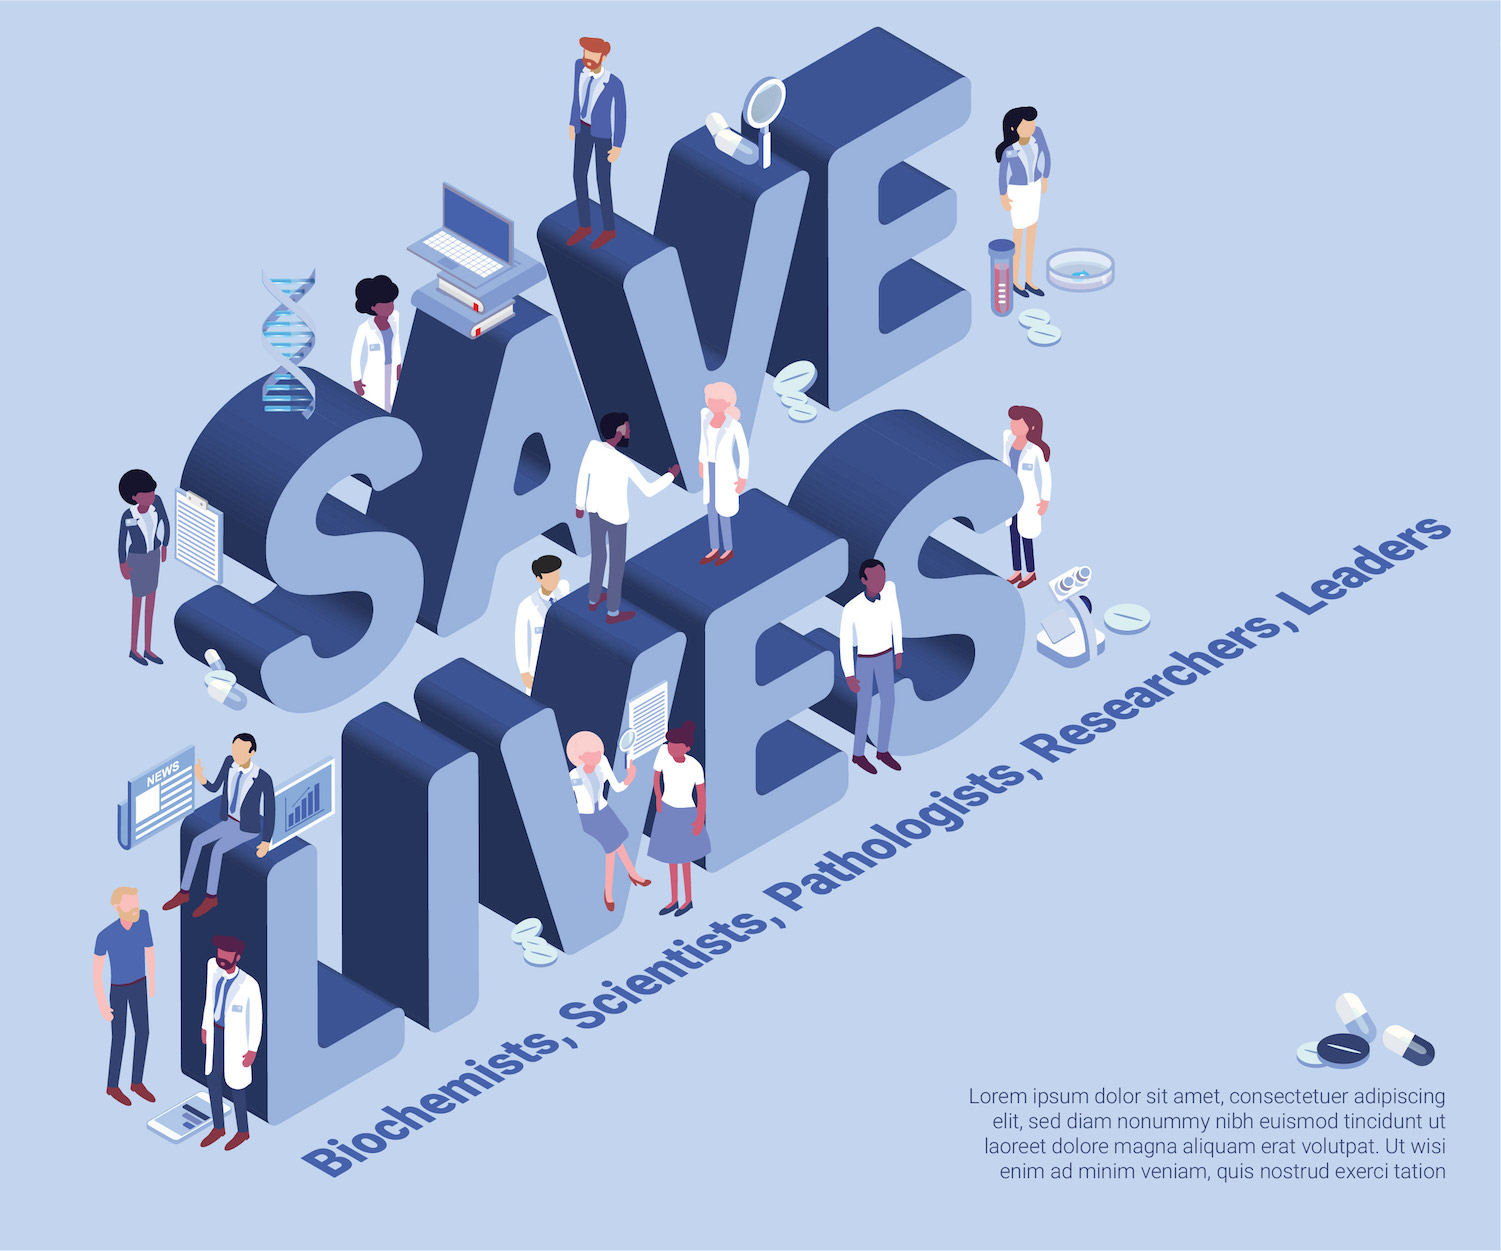 SAVE
LIVES
NEWS
Biochemists, Scientists, Pathologists, Researchers, Leaders
Lorem ipsum dolor sit amet, consectetuer adipiscing
elit, sed diam nonummy nibh euismod tincidunt ut
laoreet dolore magna aliquam erat volutpat. Ut wisi
enim ad minim veniam, quis nostrud exerci tation